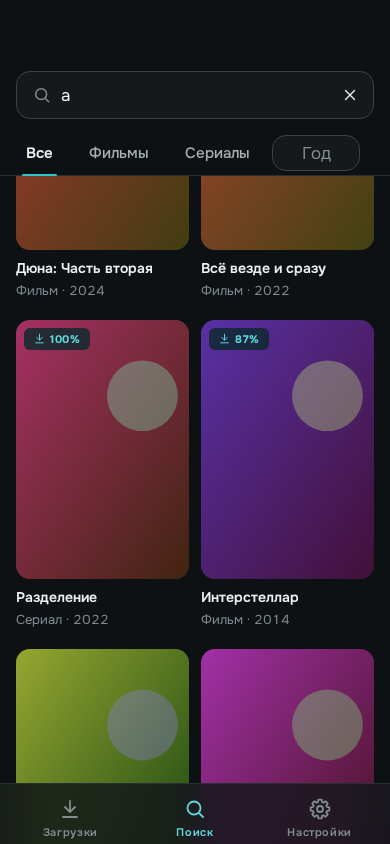 а
Все
Фильмы
Сериалы
Год
Дюна: Часть вторая
Всё везде и сразу
Фильм · 2024
Фильм · 2022
100%
87%
Разделение
Интерстеллар
Сериал · 2022
Фильм · 2014
Загрузки
Поиск
Настройки